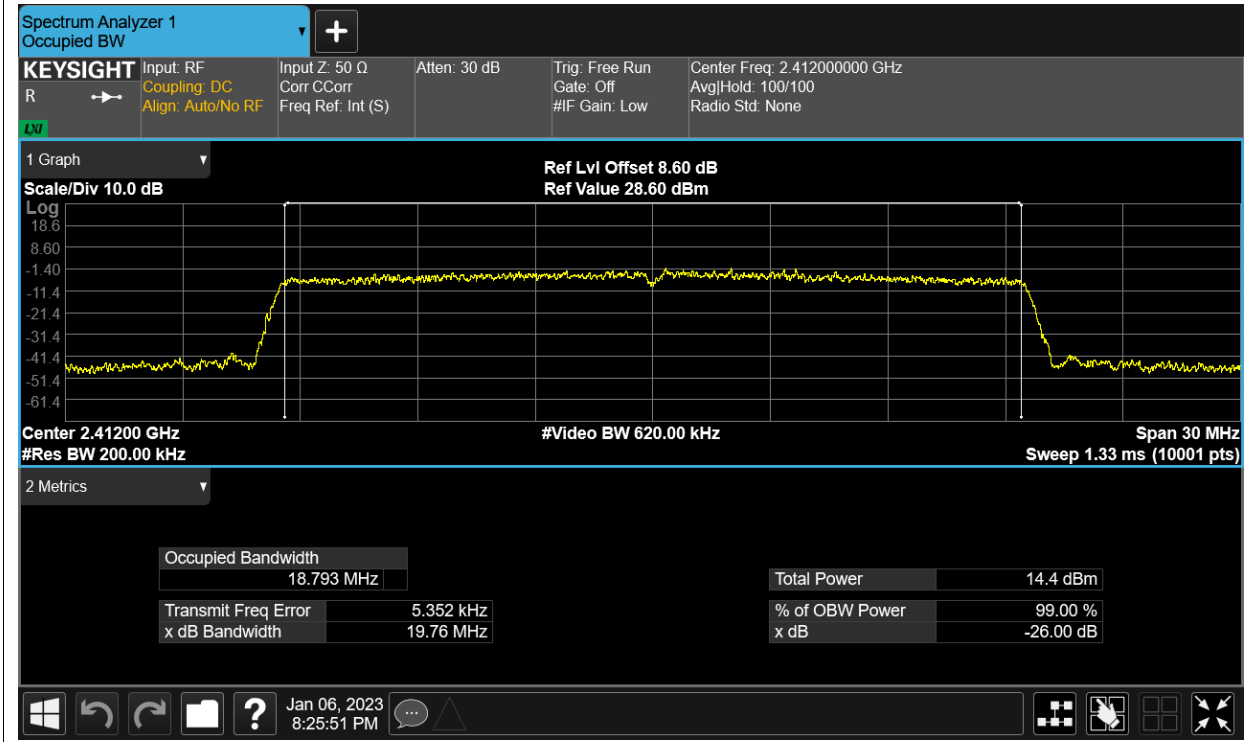 Spectrum Analyzer 1
Occupied BW
+
KEYSIGHT Input: RF Input Z: 50 Ω Atten: 30 dB Trig: Free Run Center Freq: 2.412000000 GHz
R Coupling: DC Corr CCorr Gate: Off Avg|Hold: 100/100
Align: Auto/No RF Freq Ref: Int (S) #IF Gain: Low Radio Std: None
LXI
1 Graph
Ref Lvl Offset 8.60 dB
Scale/Div 10.0 dB Ref Value 28.60 dBm
Log
18.6
8.60
-1.40
-11.4
-21.4
-31.4
-41.4
-51.4
-61.4
Center 2.41200 GHz #Video BW 620.00 kHz Span 30 MHz
#Res BW 200.00 kHz Sweep 1.33 ms (10001 pts)
2 Metrics
Occupied Bandwidth
18.793 MHz Total Power 14.4 dBm
Transmit Freq Error 5.352 kHz % of OBW Power 99.00 %
x dB Bandwidth 19.76 MHz x dB -26.00 dB
? Jan 06, 2023
8:25:51 PM